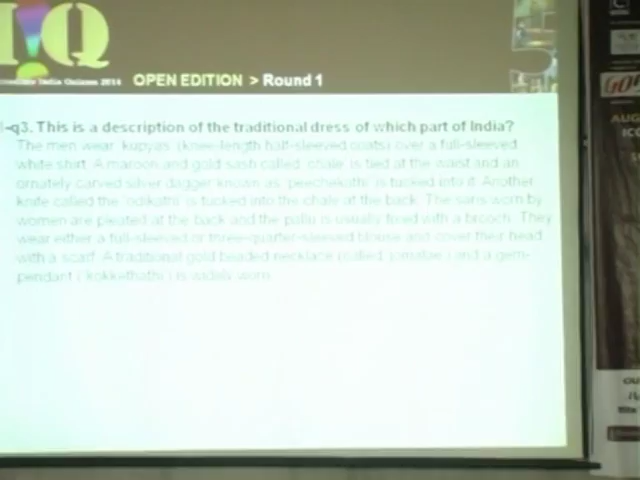 IQ
India Quizzes 2014
OPEN EDITION > Round 1
-q3. This is a description of the traditional dress of which part of India?
The men wear 'kupyas' (knee-length half-sleeved coats) over a full-sleeved
white shirt. A maroon and gold sash called 'chale' is tied at the waist and an
ornately carved silver dagger known as 'peechekathi' is tucked into it. Another
knife called the 'odikathi' is tucked into the chale at the back. The saris worn by
women are pleated at the back and the pallu is usually fixed with a brooch. They
wear either a full-sleeved or three-quarter-sleeved blouse and cover their head
with a scarf. A traditional gold beaded necklace (called 'jomalae') and a gem-
pendant ('kokkethathi') is widely worn.
AUG